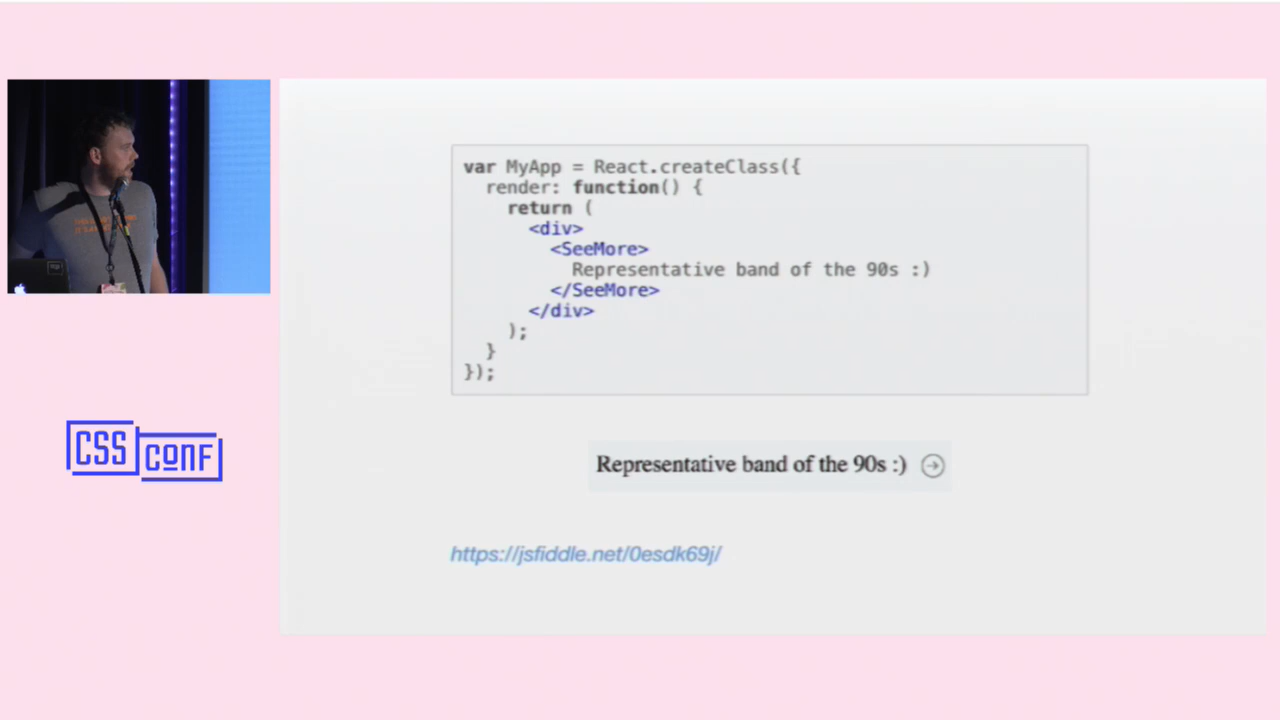 var MyApp = React.createClass({
render: function() {
return (
<div>
<SeeMore>
Representative band of the 90s :)
</SeeMore>
</div>
);
}
});
Representative band of the 90s :)
https://jsfiddle.net/0esdk69j/
CSS
CONF